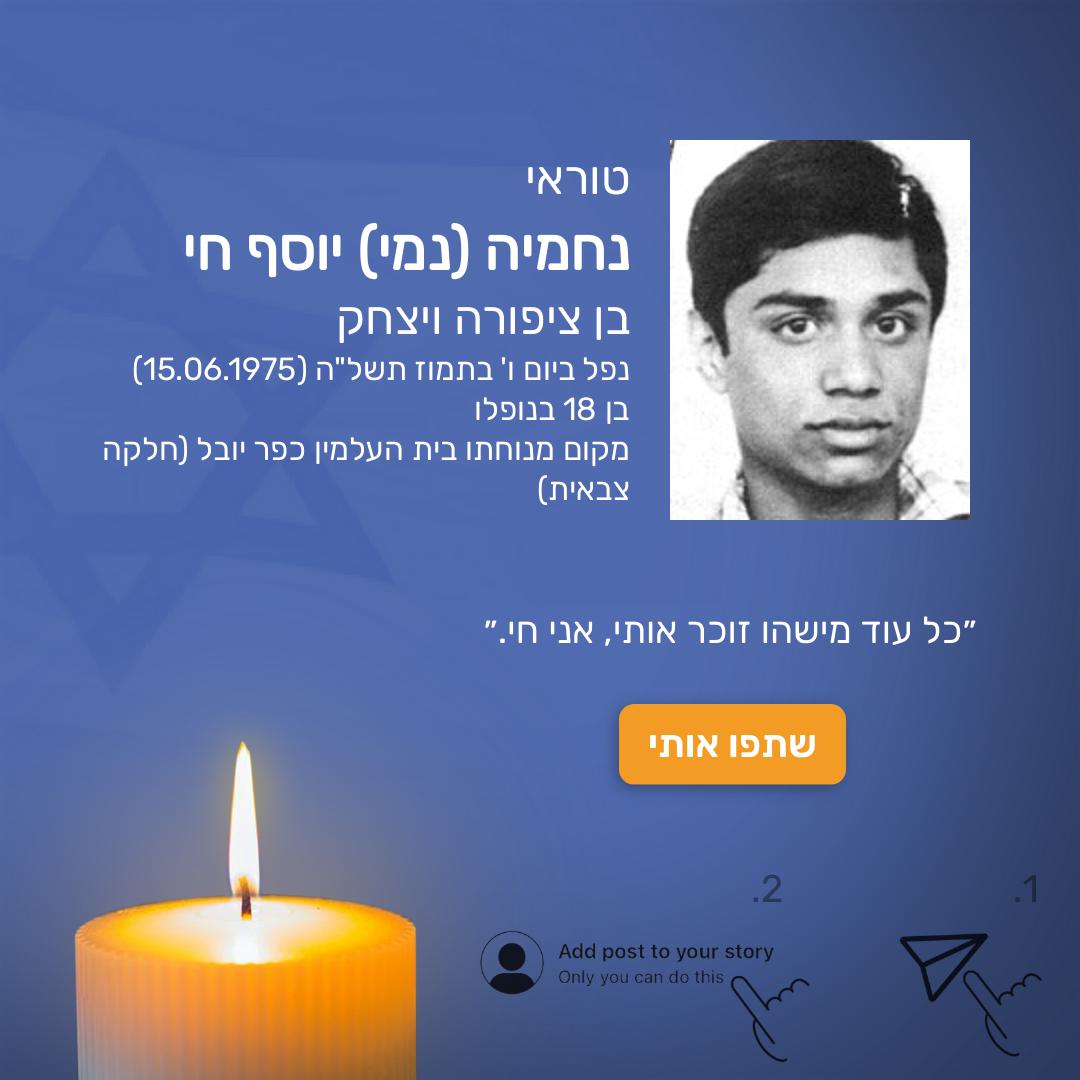 טוראי
נחמיה (נמי) יוסף חי
בן ציפורה ויצחק
נפל ביום ו' בתמוז תשל"ה (15.06.1975)
בן 18 בנופלו
מקום מנוחתו בית העלמין כפר יובל (חלקה
צבאית)
״כל עוד מישהו זוכר אותי, אני חי.״
שתפו אותי
.1
.2
Add post to your story
Only you can do this